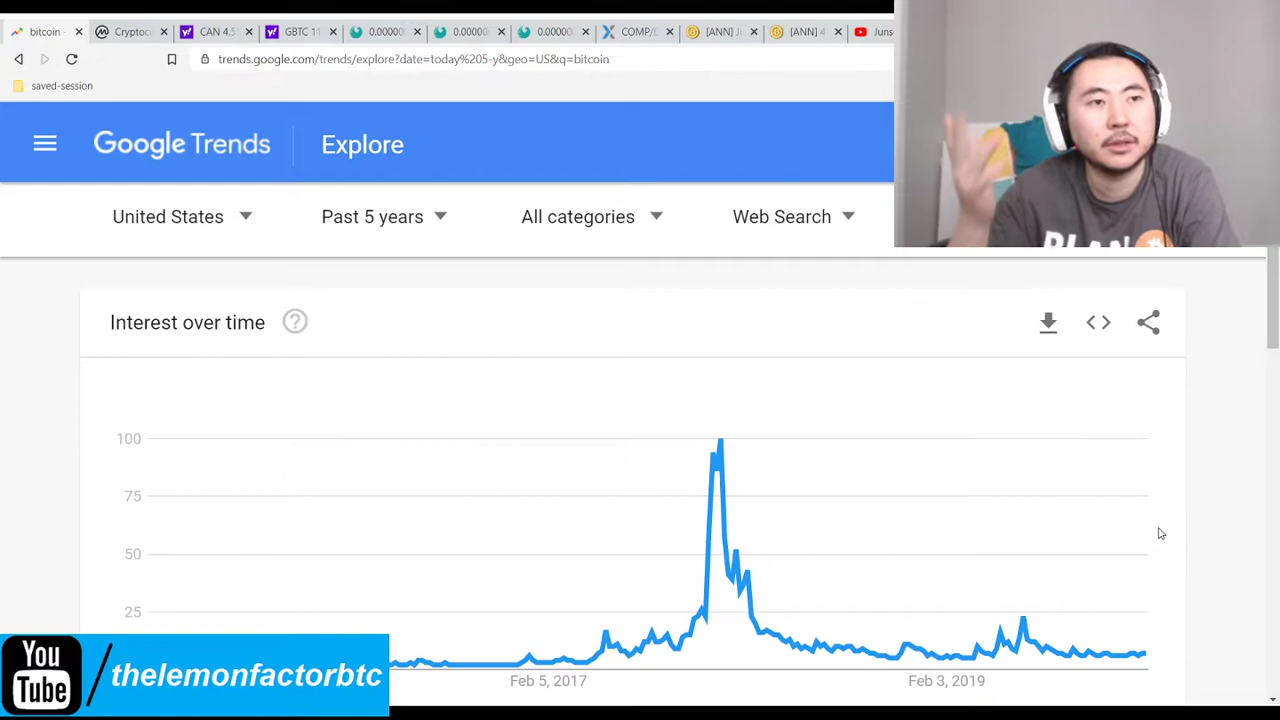 bitcoin -
Cryptoc
CAN 4.5
GBTC 11
0.00000
0.00000
0.00000
COMP/
[ANN] J
[ANN] 4
Juns
trends.google.com/trends/explore?date=today%205-y&geo=US&q=bitcoin
saved-session
Google Trends
Explore
United States
Past 5 years
All categories
Web Search
PLAN
Interest over time
?
100
75
50
25
Feb 5, 2017
Feb 3, 2019
You
Tube
/thelemonfactorbtc